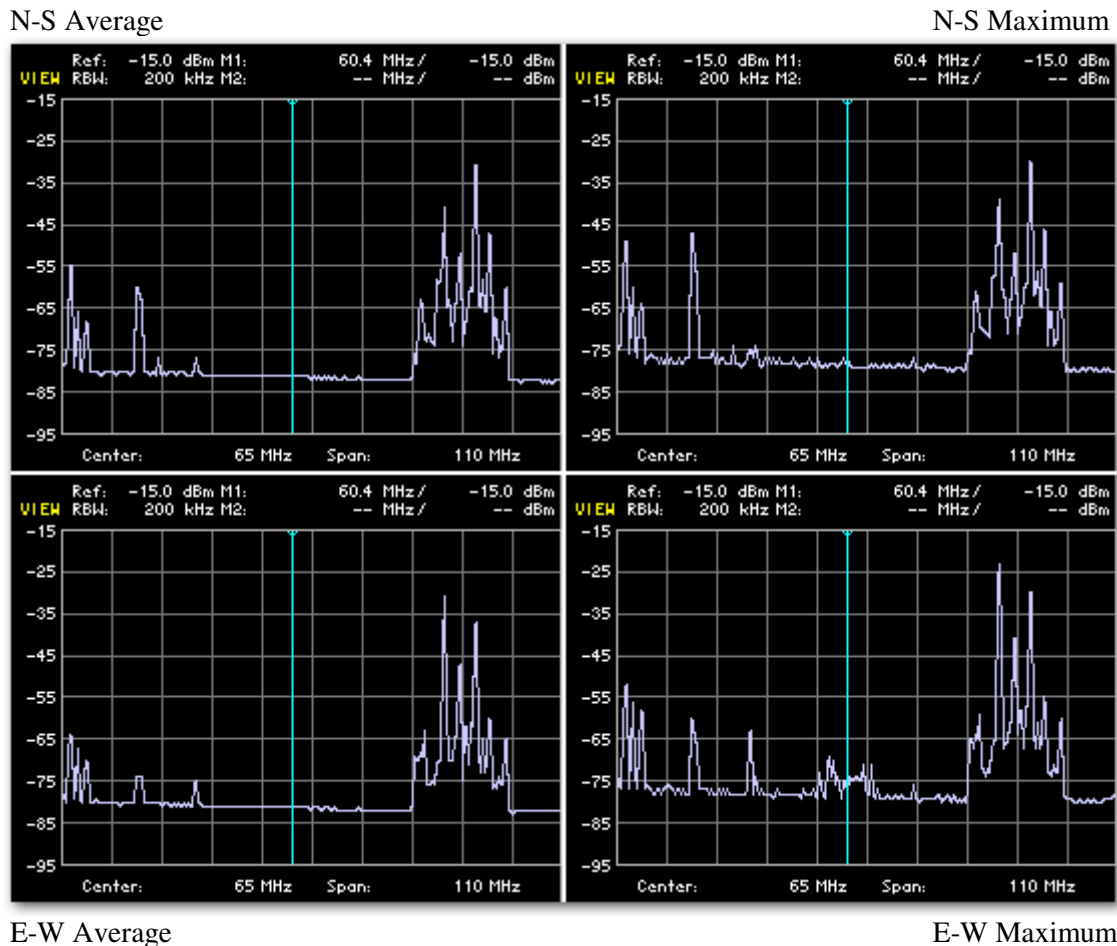 N-S Average N-S Maximum
Ref: -15.0 dBm M1: 60.4 MHz/ -15.0 dBm
VIEW RBW: 200 kHz M2: -- MHz/ -- dBm
-15
-25
-35
-45
-55
-65
-75
-85
-95
Center: 65 MHz Span: 110 MHz
Ref: -15.0 dBm M1: 60.4 MHz/ -15.0 dBm
VIEW RBW: 200 kHz M2: -- MHz/ -- dBm
-15
-25
-35
-45
-55
-65
-75
-85
-95
Center: 65 MHz Span: 110 MHz
Ref: -15.0 dBm M1: 60.4 MHz/ -15.0 dBm
VIEW RBW: 200 kHz M2: -- MHz/ -- dBm
-15
-25
-35
-45
-55
-65
-75
-85
-95
Center: 65 MHz Span: 110 MHz
Ref: -15.0 dBm M1: 60.4 MHz/ -15.0 dBm
VIEW RBW: 200 kHz M2: -- MHz/ -- dBm
-15
-25
-35
-45
-55
-65
-75
-85
-95
Center: 65 MHz Span: 110 MHz
E-W Average E-W Maximum